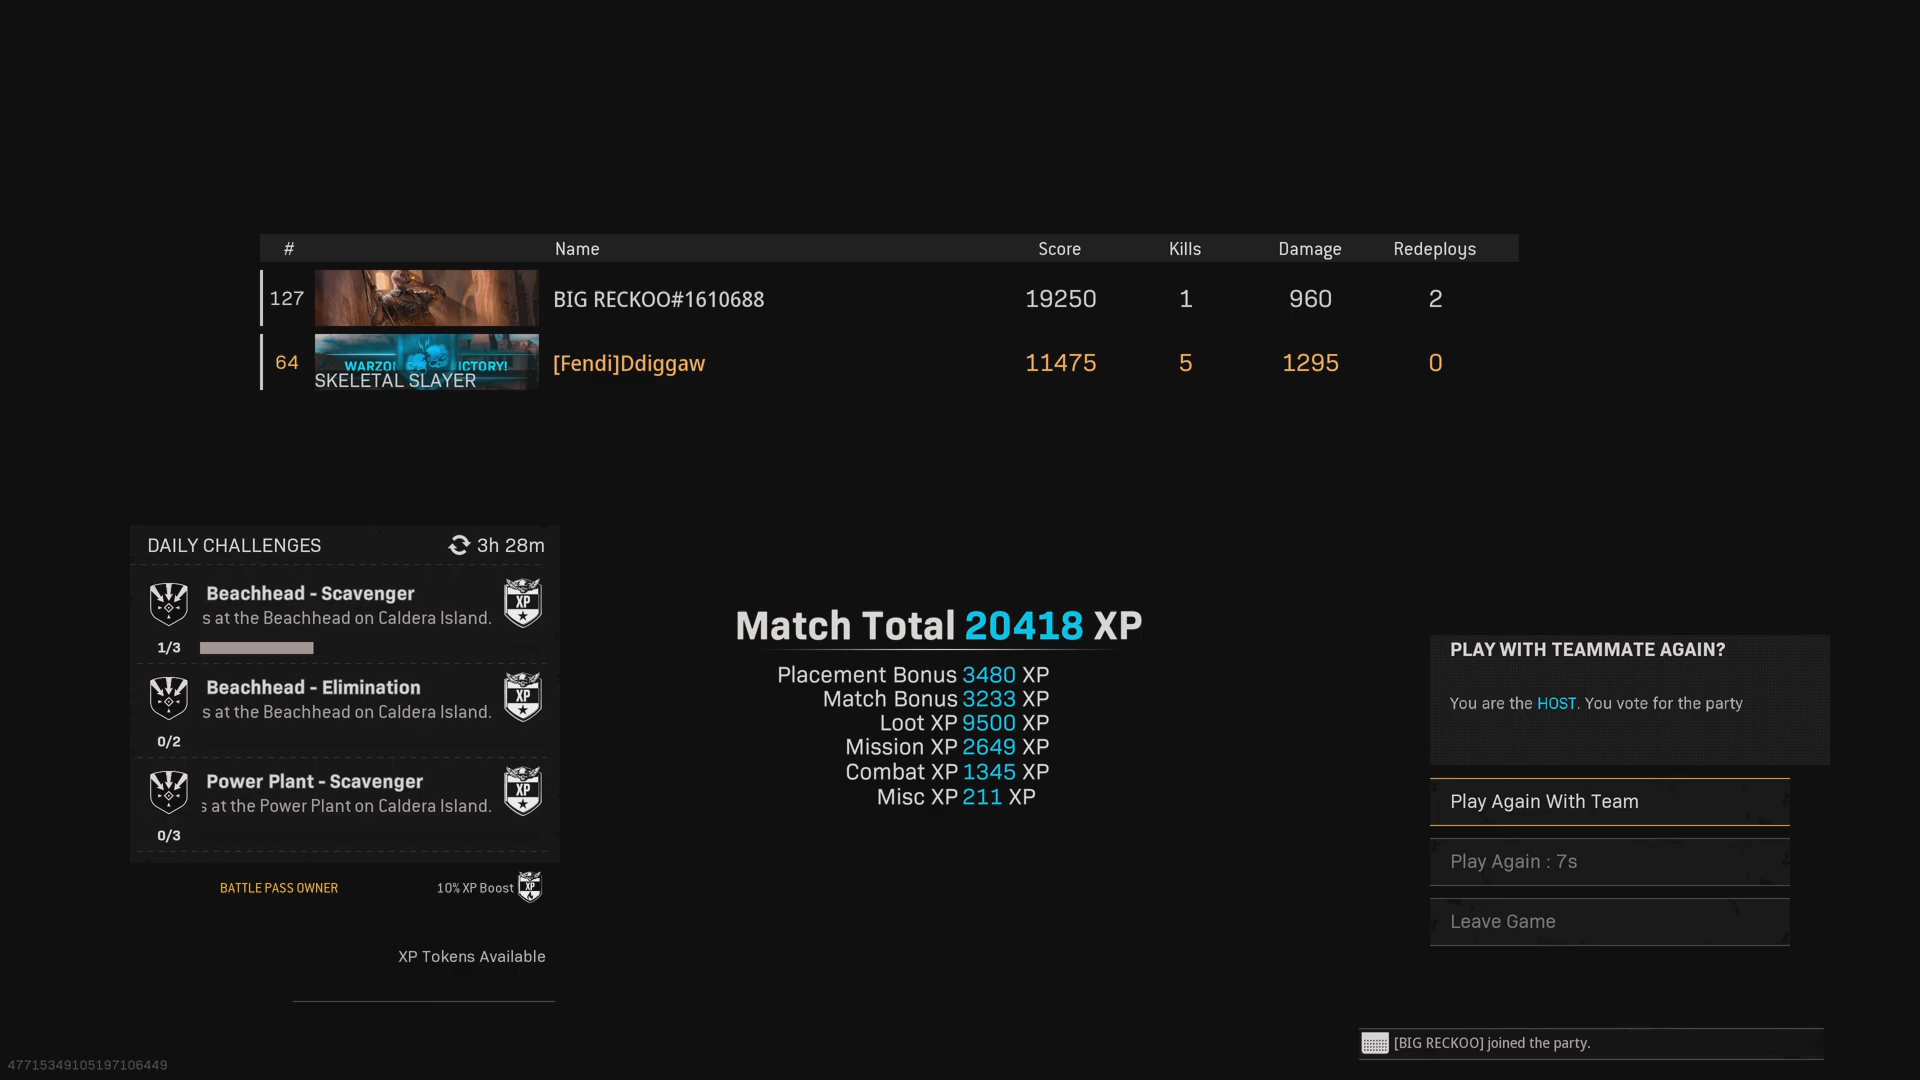 # Name Score Kills Damage Redeploys
127 BIG RECKOO#1610688 19250 1 960 2
WARZO ICTORY!
64 SKELETAL SLAYER [Fendi]Ddiggaw 11475 5 1295 0
DAILY CHALLENGES 3h 28m
Beachhead - Scavenger XP
s at the Beachhead on Caldera Island.
1/3
Beachhead - Elimination XP
s at the Beachhead on Caldera Island.
0/2
Power Plant - Scavenger XP
s at the Power Plant on Caldera Island.
0/3
BATTLE PASS OWNER 10% XP Boost XP
XP Tokens Available
Match Total 20418 XP
Placement Bonus 3480 XP
Match Bonus 3233 XP
Loot XP 9500 XP
Mission XP 2649 XP
Combat XP 1345 XP
Misc XP 211 XP
PLAY WITH TEAMMATE AGAIN?
You are the HOST. You vote for the party
Play Again With Team
Play Again : 7s
Leave Game
[BIG RECKOO] joined the party.
47715349105197106449